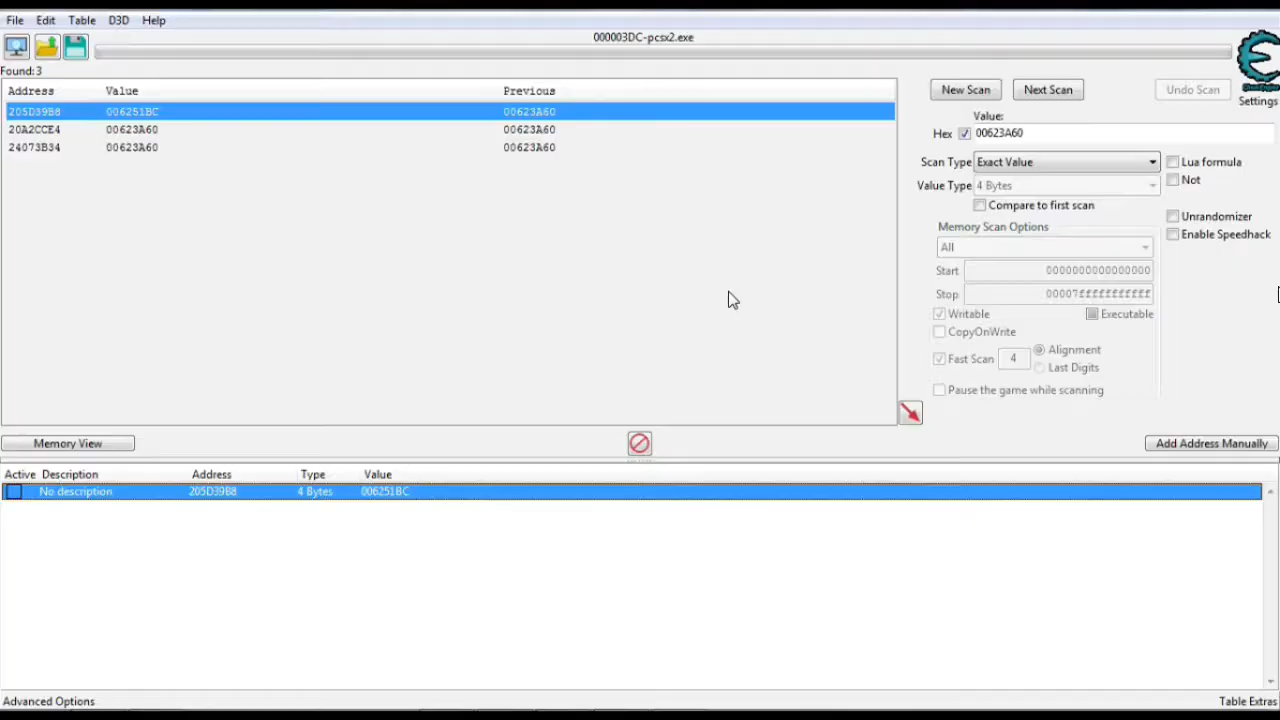 File Edit Table D3D Help
000003DC-pcsx2.exe
Found: 3
Address Value Previous
205D39B8 006251BC 00623A60
20A2CCE4 00623A60 00623A60
24073B34 00623A60 00623A60
New Scan Next Scan Undo Scan
Settings
Value:
Hex 00623A60
Scan Type Exact Value Lua formula
Not
Value Type 4 Bytes
Compare to first scan
Memory Scan Options
Unrandomizer
All
Enable Speedhack
Start 0000000000000000
Stop 00007fffffffffff
Writable Executable
CopyOnWrite
Fast Scan 4 Alignment
Last Digits
Pause the game while scanning
Memory View Add Address Manually
Active Description Address Type Value
No description 205D39B8 4 Bytes 006251BC
Advanced Options Table Extras